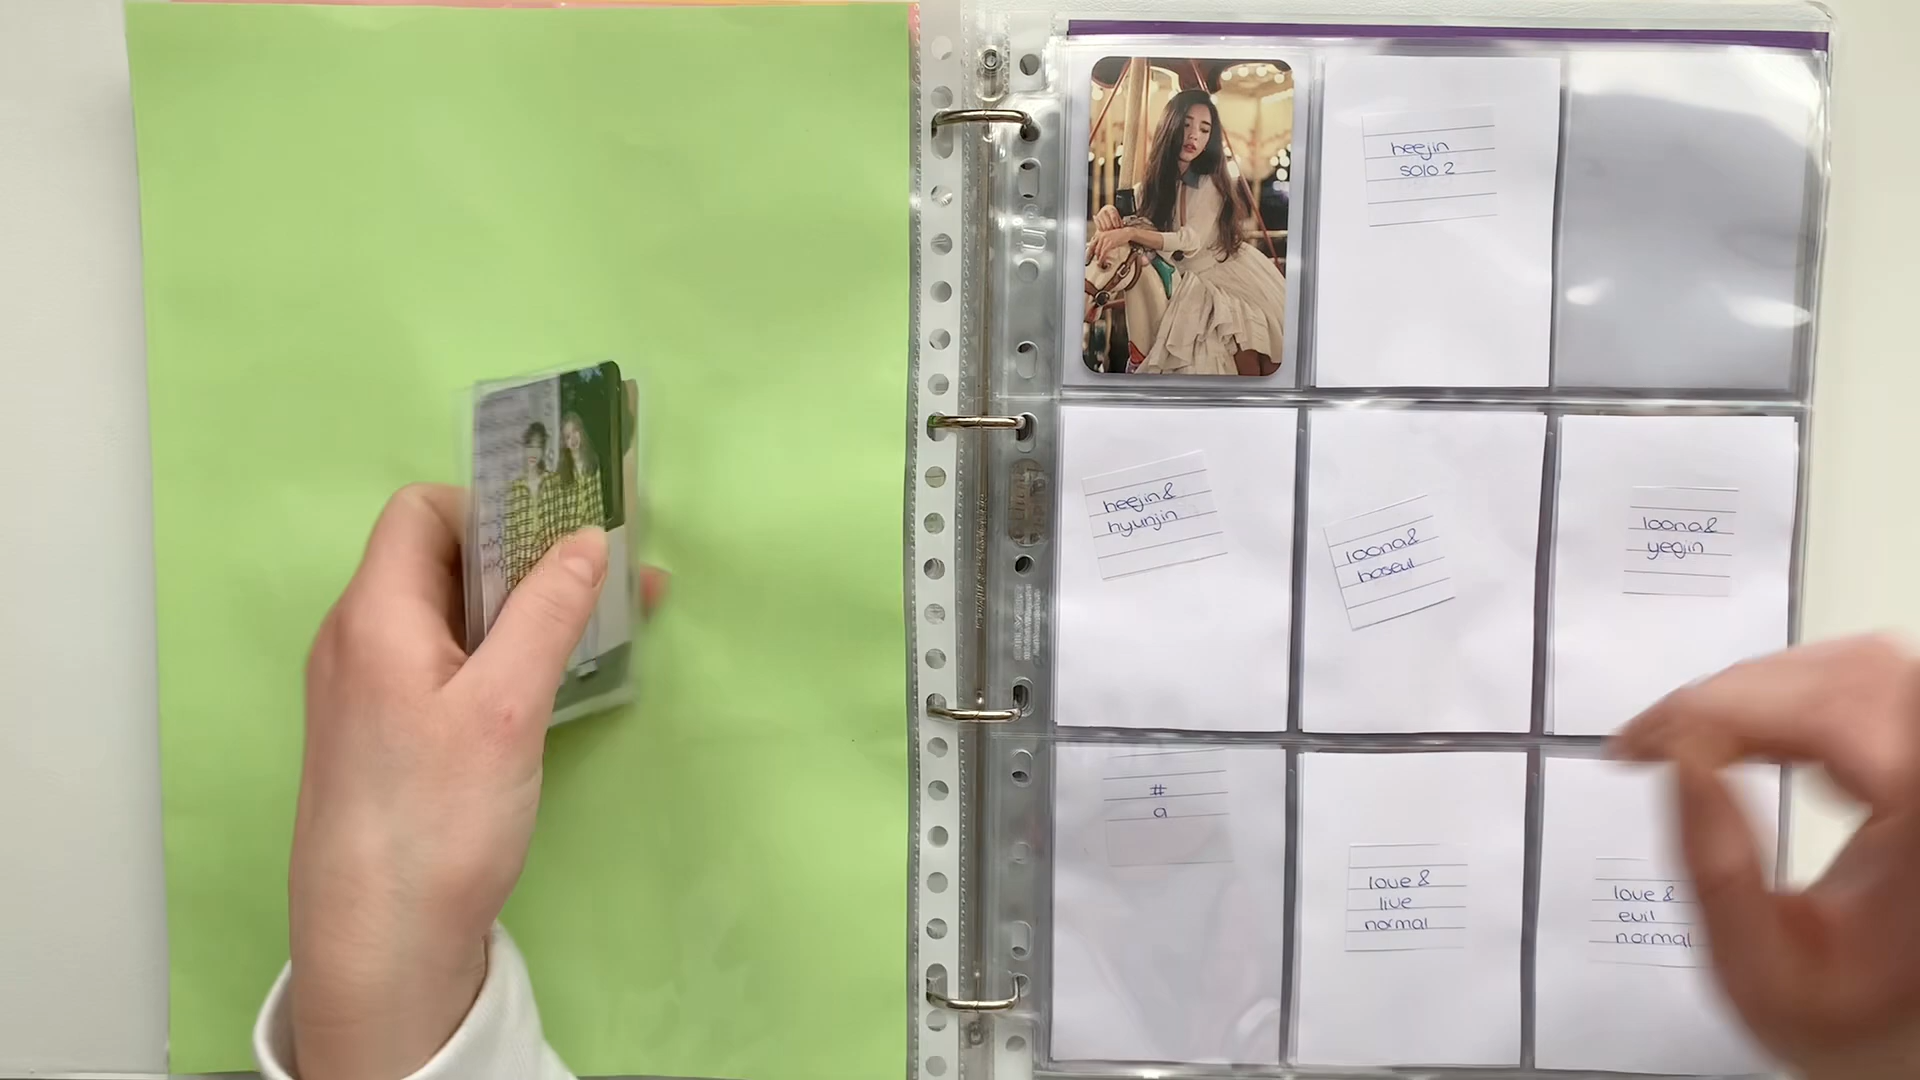 heejin
solo 2
heejin &
hyunjin
loona &
haseul
loona &
yeojin
#
a
love &
live
normal
love &
evil
normal